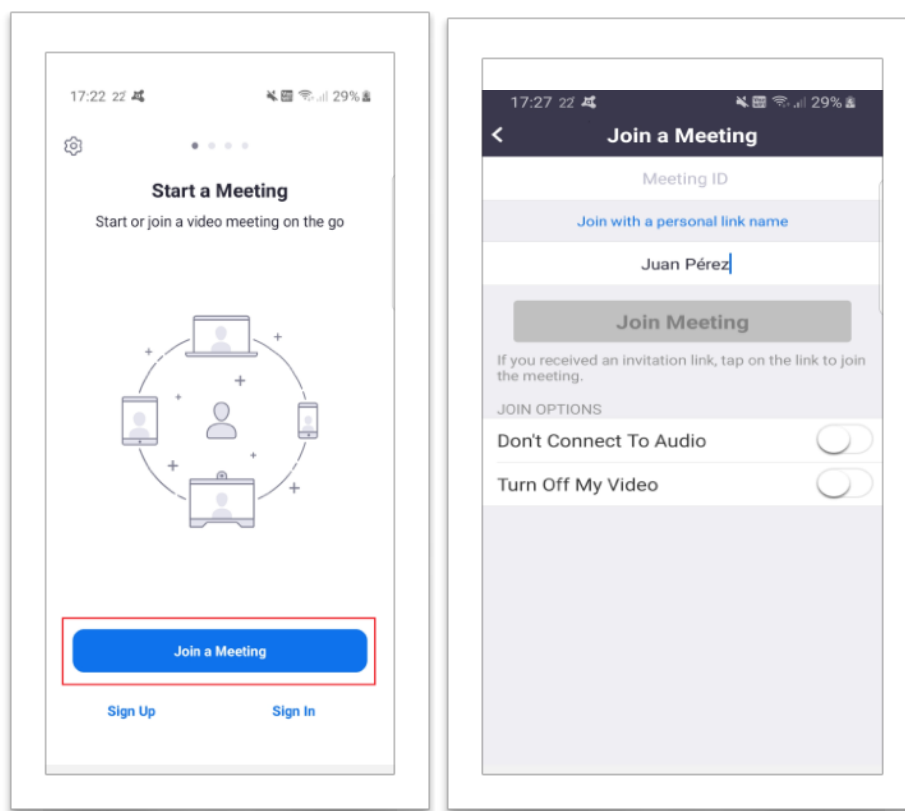 17:22 22° 29%
Start a Meeting
Start or join a video meeting on the go
Join a Meeting
Sign Up Sign In
17:27 22° 29%
Join a Meeting
Meeting ID
Join with a personal link name
Juan Pérez
Join Meeting
If you received an invitation link, tap on the link to join
the meeting.
JOIN OPTIONS
Don't Connect To Audio
Turn Off My Video